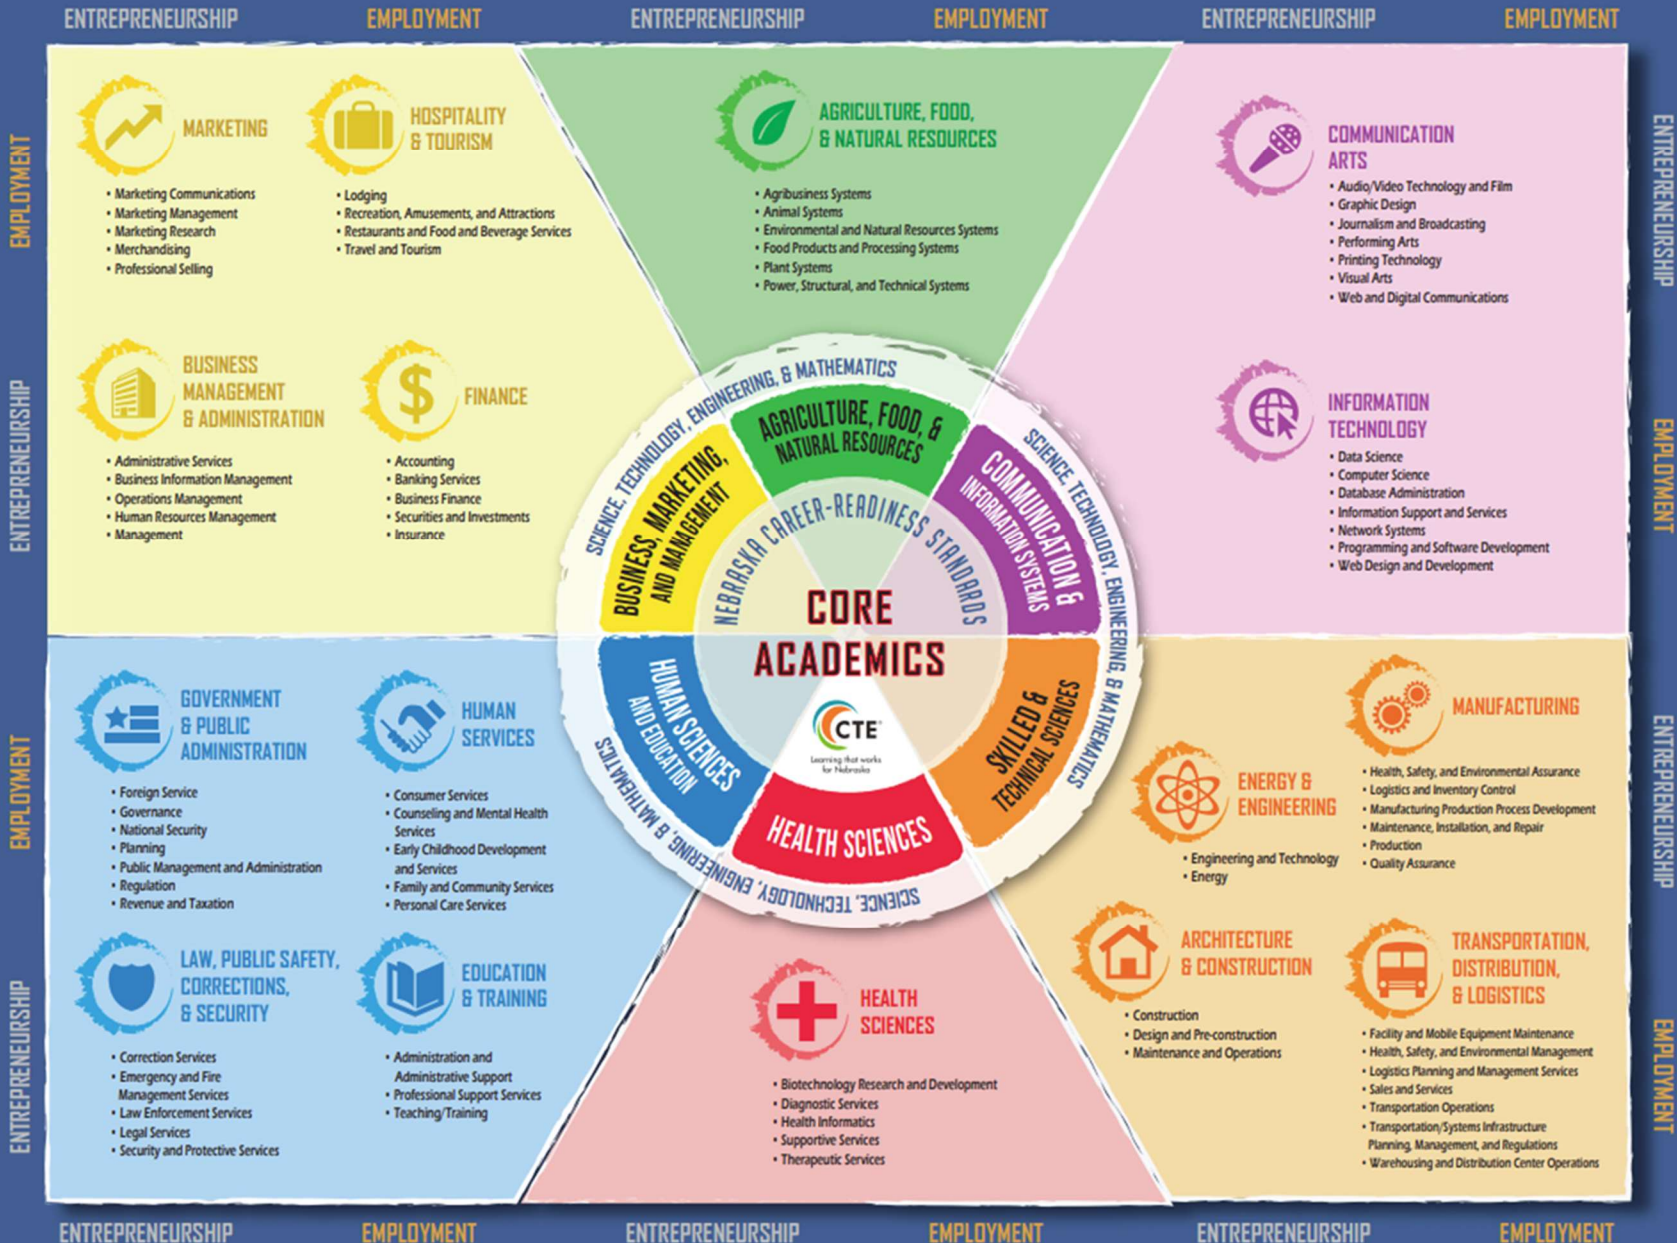 ENTREPRENEURSHIP EMPLOYMENT ENTREPRENEURSHIP EMPLOYMENT ENTREPRENEURSHIP EMPLOYMENT
EMPLOYMENT
ENTREPRENEURSHIP
EMPLOYMENT
ENTREPRENEURSHIP
MARKETING
• Marketing Communications
• Marketing Management
• Marketing Research
• Merchandising
• Professional Selling
HOSPITALITY
& TOURISM
• Lodging
• Recreation, Amusements, and Attractions
• Restaurants and Food and Beverage Services
• Travel and Tourism
BUSINESS
MANAGEMENT
& ADMINISTRATION
• Administrative Services
• Business Information Management
• Operations Management
• Human Resources Management
• Management
$
FINANCE
• Accounting
• Banking Services
• Business Finance
• Securities and Investments
• Insurance
AGRICULTURE, FOOD,
& NATURAL RESOURCES
• Agribusiness Systems
• Animal Systems
• Environmental and Natural Resources Systems
• Food Products and Processing Systems
• Plant Systems
• Power, Structural, and Technical Systems
COMMUNICATION
ARTS
• Audio/Video Technology and Film
• Graphic Design
• Journalism and Broadcasting
• Performing Arts
• Printing Technology
• Visual Arts
• Web and Digital Communications
INFORMATION
TECHNOLOGY
• Data Science
• Computer Science
• Database Administration
• Information Support and Services
• Network Systems
• Programming and Software Development
• Web Design and Development
SCIENCE, TECHNOLOGY, ENGINEERING, & MATHEMATICS
SCIENCE, TECHNOLOGY, ENGINEERING, & MATHEMATICS
SCIENCE, TECHNOLOGY, ENGINEERING, & MATHEMATICS
BUSINESS, MARKETING,
AND MANAGEMENT
AGRICULTURE, FOOD, &
NATURAL RESOURCES
COMMUNICATION &
INFORMATION SYSTEMS
SKILLED &
TECHNICAL SCIENCES
HEALTH SCIENCES
HUMAN SCIENCES
AND EDUCATION
NEBRASKA CAREER-READINESS STANDARDS
CORE
ACADEMICS
CTE
Learning that works
for Nebraska
GOVERNMENT
& PUBLIC
ADMINISTRATION
• Foreign Service
• Governance
• National Security
• Planning
• Public Management and Administration
• Regulation
• Revenue and Taxation
HUMAN
SERVICES
• Consumer Services
• Counseling and Mental Health
Services
• Early Childhood Development
and Services
• Family and Community Services
• Personal Care Services
LAW, PUBLIC SAFETY,
CORRECTIONS,
& SECURITY
• Correction Services
• Emergency and Fire
Management Services
• Law Enforcement Services
• Legal Services
• Security and Protective Services
EDUCATION
& TRAINING
• Administration and
Administrative Support
• Professional Support Services
• Teaching/Training
HEALTH
SCIENCES
• Biotechnology Research and Development
• Diagnostic Services
• Health Informatics
• Supportive Services
• Therapeutic Services
ENERGY &
ENGINEERING
• Engineering and Technology
• Energy
MANUFACTURING
• Health, Safety, and Environmental Assurance
• Logistics and Inventory Control
• Manufacturing Production Process Development
• Maintenance, Installation, and Repair
• Production
• Quality Assurance
ARCHITECTURE
& CONSTRUCTION
• Construction
• Design and Pre-construction
• Maintenance and Operations
TRANSPORTATION,
DISTRIBUTION,
& LOGISTICS
• Facility and Mobile Equipment Maintenance
• Health, Safety, and Environmental Management
• Logistics Planning and Management Services
• Sales and Services
• Transportation Operations
• Transportation/Systems Infrastructure
Planning, Management, and Regulations
• Warehousing and Distribution Center Operations
ENTREPRENEURSHIP
EMPLOYMENT
ENTREPRENEURSHIP
EMPLOYMENT
ENTREPRENEURSHIP EMPLOYMENT ENTREPRENEURSHIP EMPLOYMENT ENTREPRENEURSHIP EMPLOYMENT